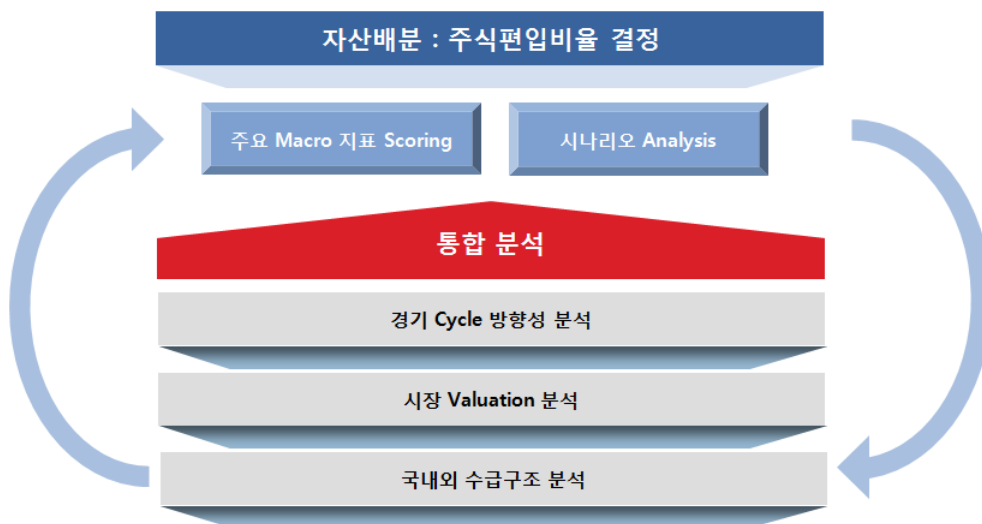 자산배분 : 주식편입비율 결정
주요 Macro 지표 Scoring
시나리오 Analysis
통합 분석
경기 Cycle 방향성 분석
시장 Valuation 분석
국내외 수급구조 분석